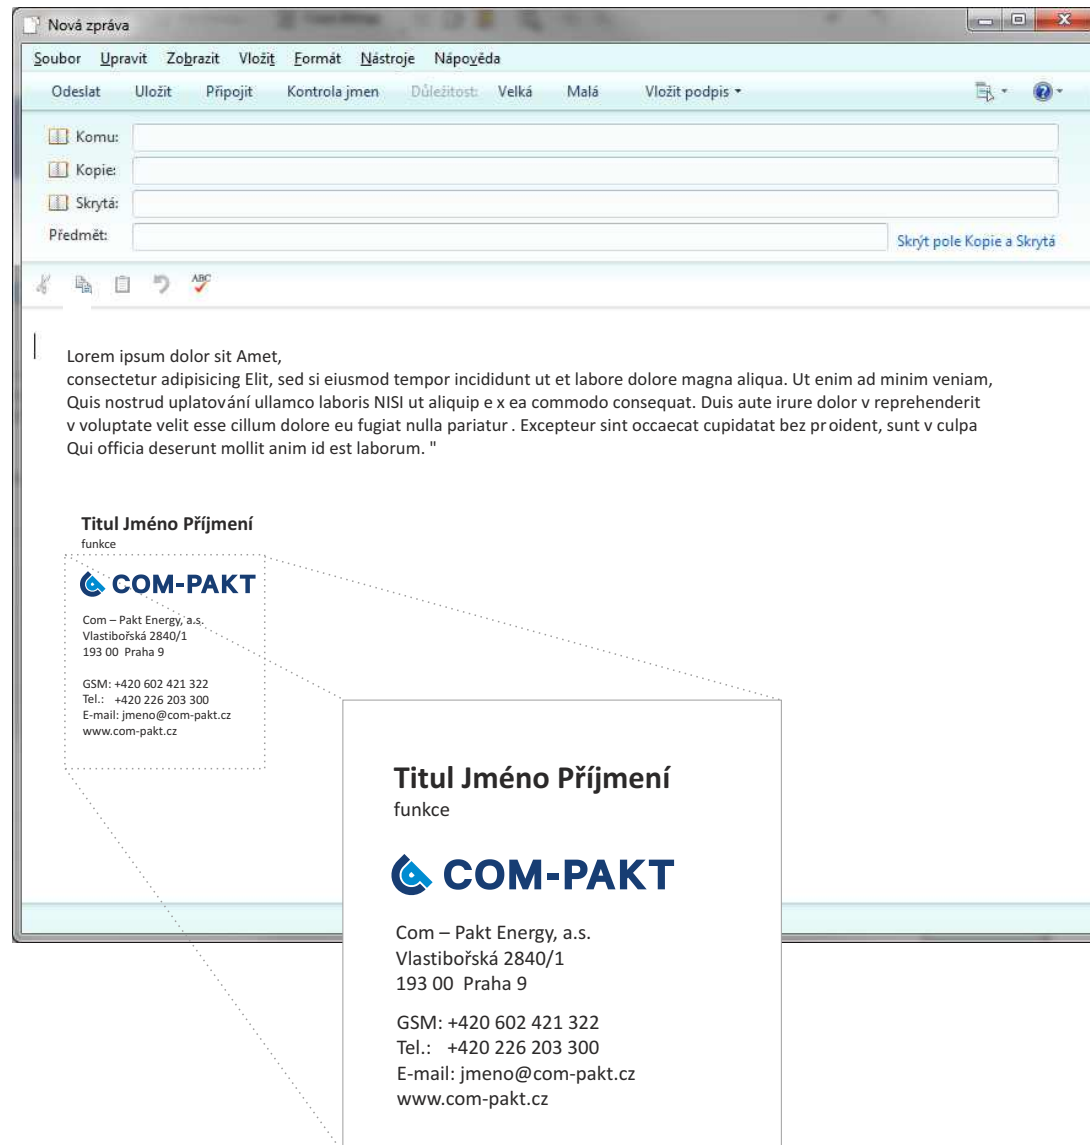 Nová zpráva
Soubor Upravit Zobrazit Vložit Formát Nástroje Nápověda
Odeslat Uložit Připojit Kontrola jmen Důležitost: Velká Malá Vložit podpis
Komu:
Kopie:
Skrytá:
Předmět: Skrýt pole Kopie a Skrytá
ABC
Lorem ipsum dolor sit Amet,
consectetur adipisicing Elit, sed si eiusmod tempor incididunt ut et labore dolore magna aliqua. Ut enim ad minim veniam,
Quis nostrud uplatování ullamco laboris NISI ut aliquip e x ea commodo consequat. Duis aute irure dolor v reprehenderit
v voluptate velit esse cillum dolore eu fugiat nulla pariatur . Excepteur sint occaecat cupidatat bez proident, sunt v culpa
Qui officia deserunt mollit anim id est laborum. "
Titul Jméno Příjmení
funkce
COM-PAKT
Com – Pakt Energy, a.s.
Vlastibořská 2840/1
193 00 Praha 9
GSM: +420 602 421 322
Tel.: +420 226 203 300
E-mail: jmeno@com-pakt.cz
www.com-pakt.cz
Titul Jméno Příjmení
funkce
COM-PAKT
Com – Pakt Energy, a.s.
Vlastibořská 2840/1
193 00 Praha 9
GSM: +420 602 421 322
Tel.: +420 226 203 300
E-mail: jmeno@com-pakt.cz
www.com-pakt.cz